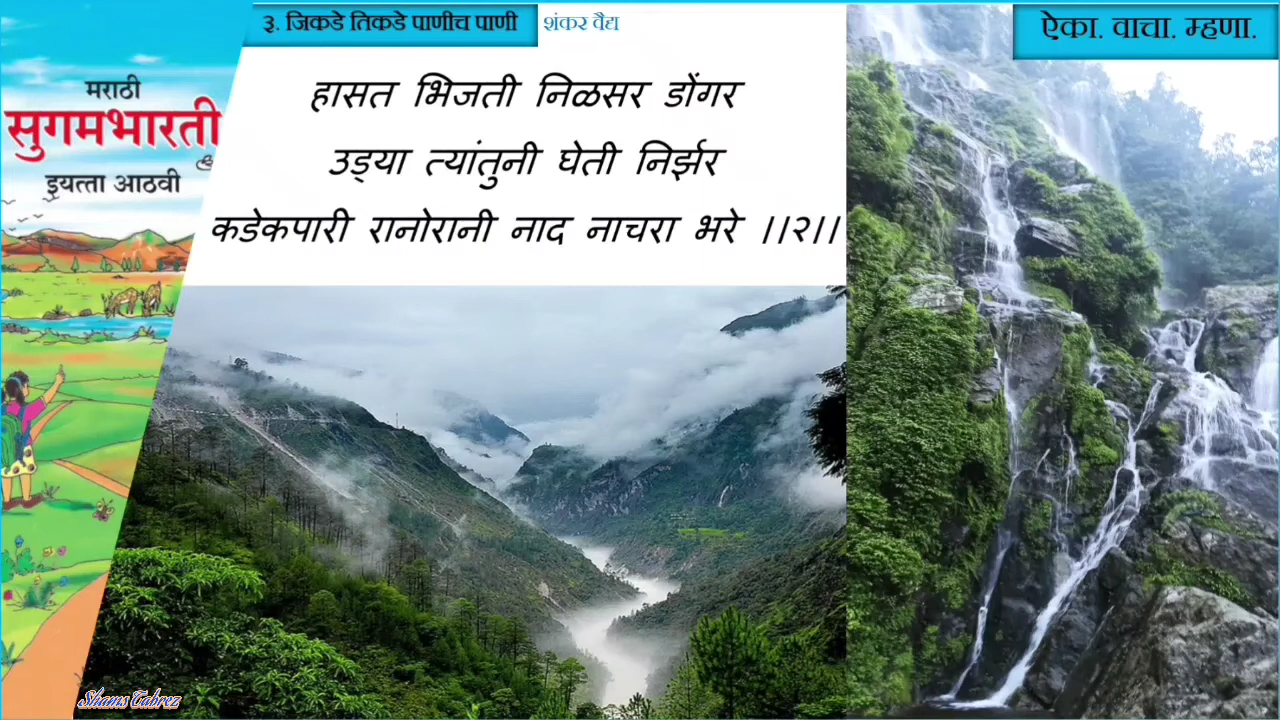 ३. जिकडे तिकडे पाणीच पाणी
शंकर वैद्य
ऐका. वाचा. म्हणा.
मराठी
सुगमभारती
इयत्ता आठवी
हासत भिजती निळसर डोंगर
उड्या त्यांतुनी घेती निर्झर
कडेकपारी रानोरानी नाद नाचरा भरे ।।२।।
Shams Tabrez